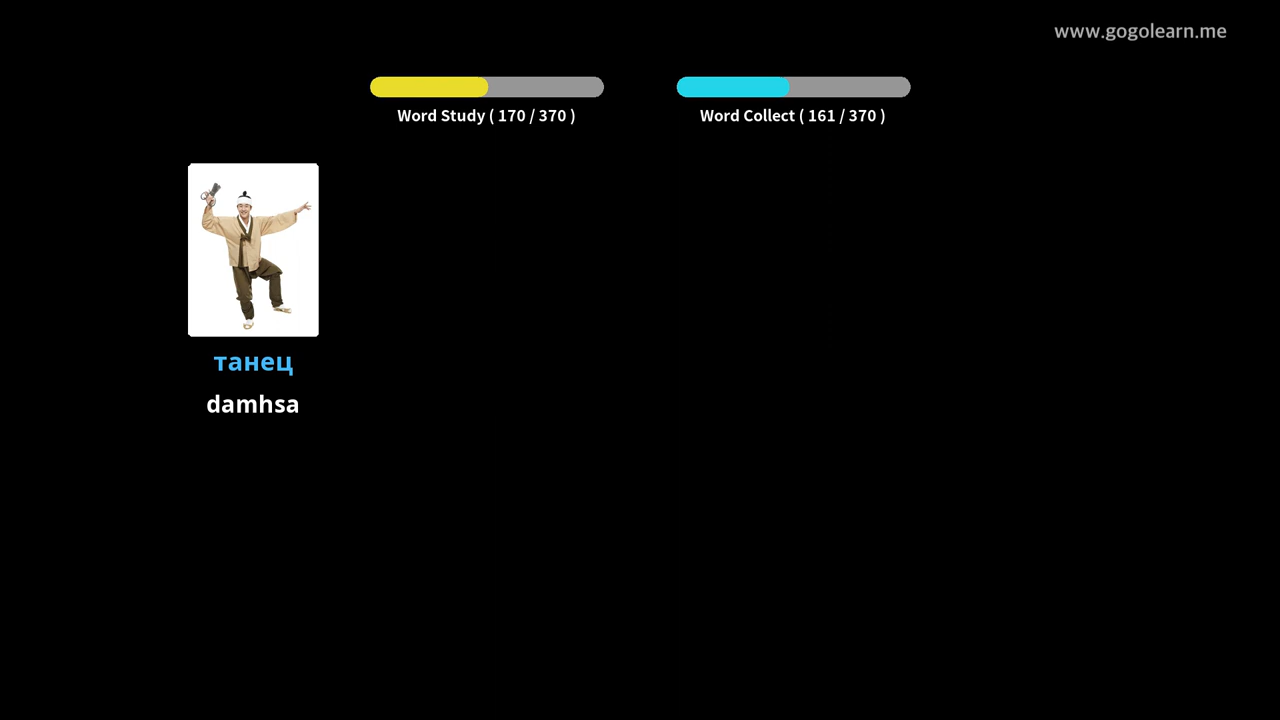 www.gogolearn.me
Word Study ( 170 / 370 )
Word Collect ( 161 / 370 )
танец
damhsa